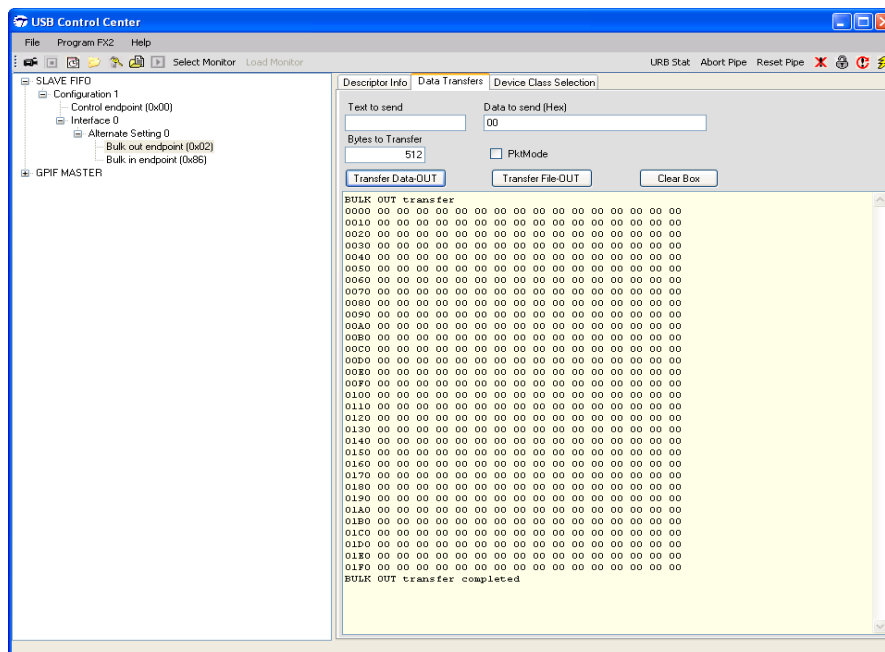 USB Control Center
File Program FX2 Help
Select Monitor Load Monitor URB Stat Abort Pipe Reset Pipe
SLAVE FIFO
Configuration 1
Control endpoint (0x00)
Interface 0
Alternate Setting 0
Bulk out endpoint (0x02)
Bulk in endpoint (0x86)
GPIF MASTER
Descriptor Info Data Transfers Device Class Selection
Text to send Data to send (Hex)
00
Bytes to Transfer
512 PktMode
Transfer Data-OUT Transfer File-OUT Clear Box
BULK OUT transfer
0000 00 00 00 00 00 00 00 00 00 00 00 00 00 00 00 00
0010 00 00 00 00 00 00 00 00 00 00 00 00 00 00 00 00
0020 00 00 00 00 00 00 00 00 00 00 00 00 00 00 00 00
0030 00 00 00 00 00 00 00 00 00 00 00 00 00 00 00 00
0040 00 00 00 00 00 00 00 00 00 00 00 00 00 00 00 00
0050 00 00 00 00 00 00 00 00 00 00 00 00 00 00 00 00
0060 00 00 00 00 00 00 00 00 00 00 00 00 00 00 00 00
0070 00 00 00 00 00 00 00 00 00 00 00 00 00 00 00 00
0080 00 00 00 00 00 00 00 00 00 00 00 00 00 00 00 00
0090 00 00 00 00 00 00 00 00 00 00 00 00 00 00 00 00
00A0 00 00 00 00 00 00 00 00 00 00 00 00 00 00 00 00
00B0 00 00 00 00 00 00 00 00 00 00 00 00 00 00 00 00
00C0 00 00 00 00 00 00 00 00 00 00 00 00 00 00 00 00
00D0 00 00 00 00 00 00 00 00 00 00 00 00 00 00 00 00
00E0 00 00 00 00 00 00 00 00 00 00 00 00 00 00 00 00
00F0 00 00 00 00 00 00 00 00 00 00 00 00 00 00 00 00
0100 00 00 00 00 00 00 00 00 00 00 00 00 00 00 00 00
0110 00 00 00 00 00 00 00 00 00 00 00 00 00 00 00 00
0120 00 00 00 00 00 00 00 00 00 00 00 00 00 00 00 00
0130 00 00 00 00 00 00 00 00 00 00 00 00 00 00 00 00
0140 00 00 00 00 00 00 00 00 00 00 00 00 00 00 00 00
0150 00 00 00 00 00 00 00 00 00 00 00 00 00 00 00 00
0160 00 00 00 00 00 00 00 00 00 00 00 00 00 00 00 00
0170 00 00 00 00 00 00 00 00 00 00 00 00 00 00 00 00
0180 00 00 00 00 00 00 00 00 00 00 00 00 00 00 00 00
0190 00 00 00 00 00 00 00 00 00 00 00 00 00 00 00 00
01A0 00 00 00 00 00 00 00 00 00 00 00 00 00 00 00 00
01B0 00 00 00 00 00 00 00 00 00 00 00 00 00 00 00 00
01C0 00 00 00 00 00 00 00 00 00 00 00 00 00 00 00 00
01D0 00 00 00 00 00 00 00 00 00 00 00 00 00 00 00 00
01E0 00 00 00 00 00 00 00 00 00 00 00 00 00 00 00 00
01F0 00 00 00 00 00 00 00 00 00 00 00 00 00 00 00 00
BULK OUT transfer completed